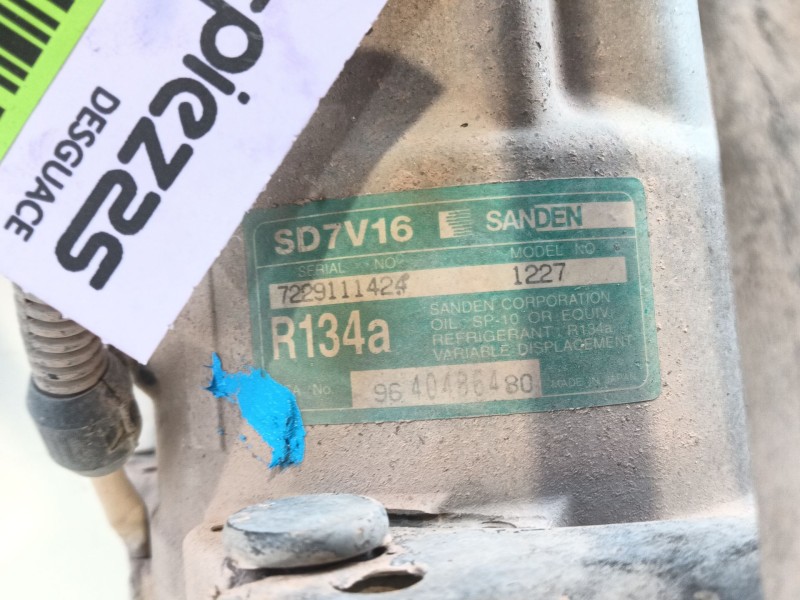 piezas
DESGUACE
SD7V16 SANDEN
SERIAL NO MODEL NO
7229111424 1227
R134a
SANDEN CORPORATION
OIL: SP-10 OR EQUIV.
REFRIGERANT: R134a
VARIABLE DISPLACEMENT
No. 9640486480 MADE IN